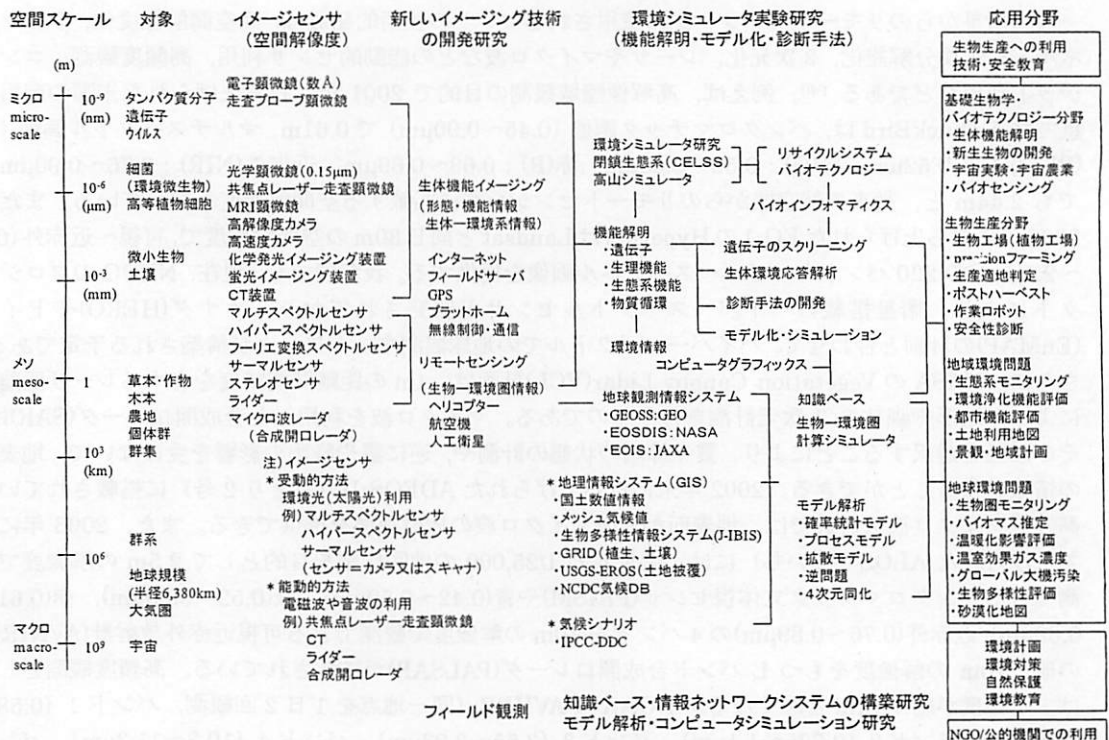 空間スケール
対象
イメージセンサ
(空間解像度)
新しいイメージング技術
の開発研究
環境シミュレータ実験研究
(機能解明・モデル化・診断手法)
応用分野
(m)
ミクロ
micro-
scale
10⁻⁹
(nm)
10⁻⁶
(μm)
10⁻³
(mm)
メソ
meso-
scale
1
10³
(km)
10⁶
マクロ
macro-
scale
10⁹
タンパク質分子
遺伝子
ウイルス
細菌
(環境微生物)
高等植物細胞
微小生物
土壌
草本・作物
木本
農地
個体群
群集
群系
地球規模
(半径6,380km)
大気圏
宇宙
電子顕微鏡(数Å)
走査プローブ顕微鏡
光学顕微鏡(0.15μm)
共焦点レーザー走査顕微鏡
MRI顕微鏡
高解像度カメラ
高速度カメラ
化学発光イメージング装置
蛍光イメージング装置
CT装置
マルチスペクトルセンサ
ハイパースペクトルセンサ
フーリエ変換スペクトルセンサ
サーマルセンサ
ステレオセンサ
ライダー
マイクロ波レーダ
(合成開口レーダ)
注)イメージセンサ
*受動的方法
環境光(太陽光)利用
例)マルチスペクトルセンサ
ハイパースペクトルセンサ
サーマルセンサ
(センサーカメラ又はスキャナ)
*能動的方法
電磁波や音波の利用
例)共焦点レーザー走査顕微鏡
CT
ライダー
合成開口レーダ
生体機能イメージング
(形態・機能情報)
(生物ー環境系情報)
インターネット
フィールドサーバ
GPS
プラットホーム
無線制御・通信
リモートセンシング
(生物ー環境圏情報)
ヘリコプタ
航空機
人工衛星
フィールド観測
環境シミュレータ研究
閉鎖生態系(CELSS)
高山シミュレータ
リサイクルシステム
バイオテクノロジー
バイオインフォマティクス
機能解明
・遺伝子
・生理機能
・生態系機能
・物質循環
遺伝子のスクリーニング
生体環境応答解析
・診断手法の開発
モデル化・シミュレーション
環境情報
コンピュータグラフィックス
地球観測情報システム
・GEOSS:GEO
・EOSDIS:NASA
・EOIS:JAXA
知識ベース
生物ー環境圏
計算シミュレータ
*地理情報システム(GIS)
・国土数値情報
・メッシュ気候値
・生物多様性情報システム(J-IBIS)
・GRID(植生、土壌)
・USGS-EROS(土地被覆)
・NCDC気候DB
*気候シナリオ
・IPCC-DDC
モデル解析
・確率統計モデル
・プロセスモデル
・拡散モデル
・逆問題
・4次元同化
知識ベース・情報ネットワークシステムの構築研究
モデル解析・コンピュータシミュレーション研究
生物生産への利用
技術・安全教育
基礎生物学・
バイオテクノロジー分野
・生体機能解明
・新生生物の開発
・宇宙実験・宇宙農業
・バイオセンシング
生物生産分野
・生物工場(植物工場)
ファーミング
・生産適地判定
・ポストハーベスト
・作業ロボット
・安全性診断
地域環境問題
・生態系モニタリング
・環境浄化機能評価
・都市機能評価
・土地利用地図
・景観・地域計画
地球環境問題
・生物圏モニタリング
・バイオマス推定
・温暖化影響評価
・温室効果ガス濃度
・グローバル大機汚染
・生物多様性評価
・砂漠化地図
環境計画
環境対策
自然保護
環境教育
NGO/公的機関での利用